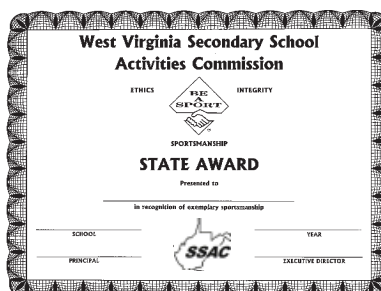 West Virginia Secondary School
Activities Commission
ETHICS
INTEGRITY
BE
A
SPORT
SPORTSMANSHIP
STATE AWARD
Presented to
in recognition of exemplary sportsmanship
SCHOOL
YEAR
SSAC
PRINCIPAL
EXECUTIVE DIRECTOR